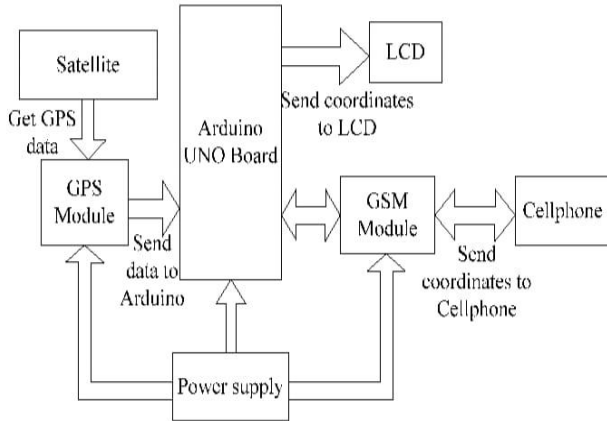 Satellite
Get GPS
data
GPS
Module
Send
data to
Arduino
Arduino
UNO Board
LCD
Send coordinates
to LCD
GSM
Module
Cellphone
Send
coordinates to
Cellphone
Power supply